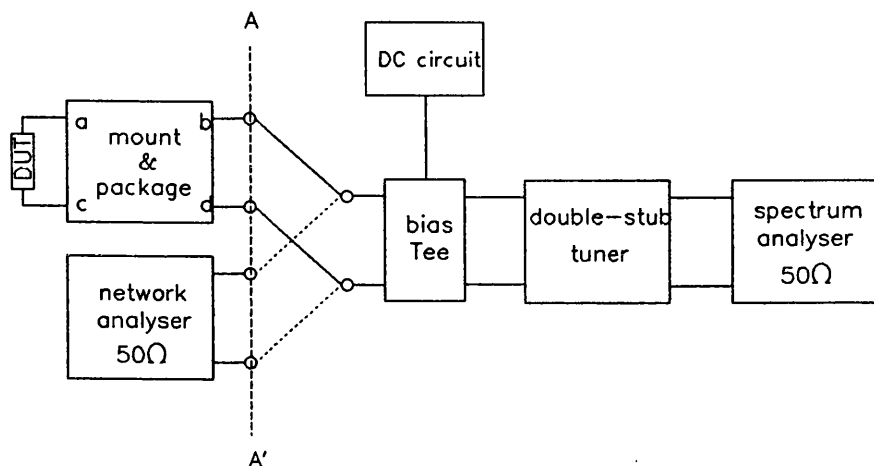 A
DC circuit
a
b
mount
&
package
DUT
c
d
bias
Tee
double-stub
tuner
spectrum
analyser
50Ω
network
analyser
50Ω
A'